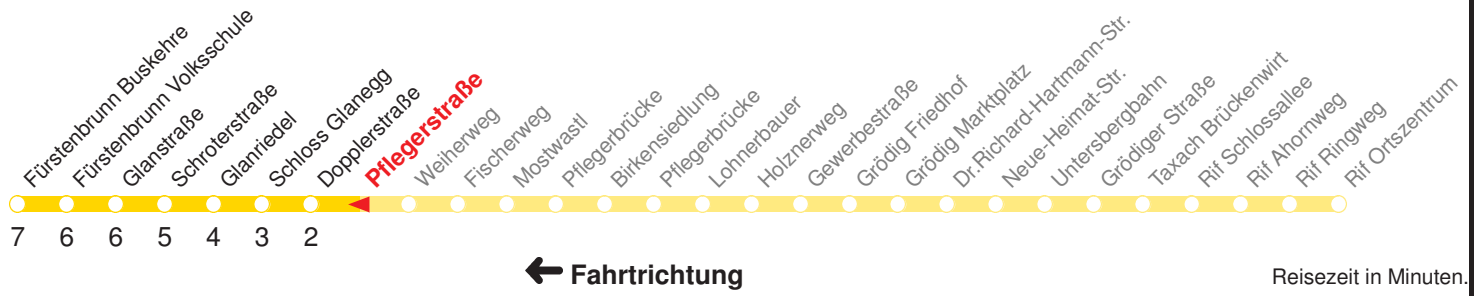 Fürstenbrunn Buskehre
Fürstenbrunn Volksschule
Glanstraße
Schroterstraße
Glanriedel
Schloss Glanegg
Dopplerstraße
Pflegerstraße
Weiherweg
Fischerweg
Mostwastl
Pflegerbrücke
Birkensiedlung
Pflegerbrücke
Lohnerbauer
Holznerweg
Gewerbestraße
Grödig Friedhof
Grödig Marktplatz
Dr.Richard-Hartmann-Str.
Neue-Heimat-Str.
Untersbergbahn
Grödiger Straße
Taxach Brückenwirt
Rif Schlossallee
Rif Ahornweg
Rif Ringweg
Rif Ortszentrum
7 6 6 5 4 3 2
Fahrtrichtung
Reisezeit in Minuten.